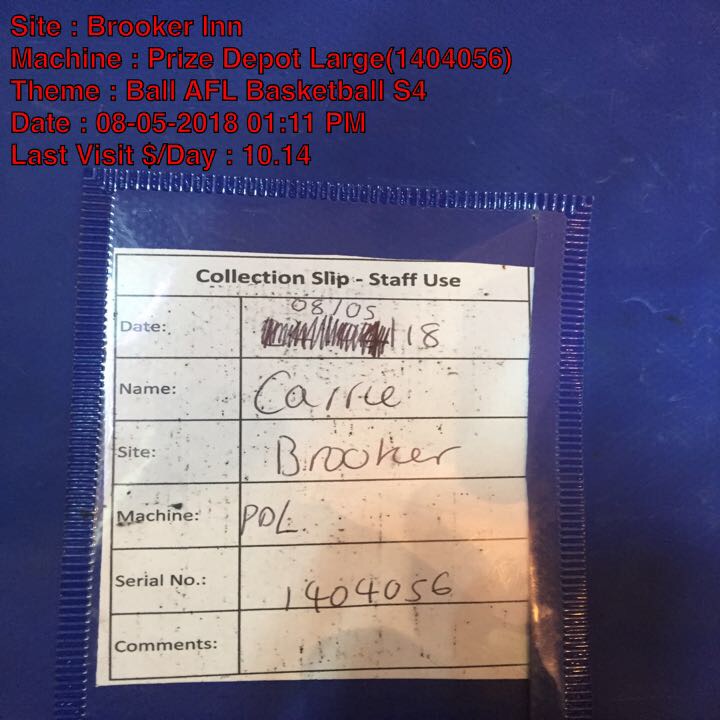 Site : Brooker Inn
Machine : Prize Depot Large(1404056)
Theme : Ball AFL Basketball S4
Date : 08-05-2018 01:11 PM
Last Visit $/Day : 10.14
Collection Slip - Staff Use
08/05
Date: 18
Name: Carrie
Site: Brooker
Machine: PDL
Serial No.: 1404056
Comments: